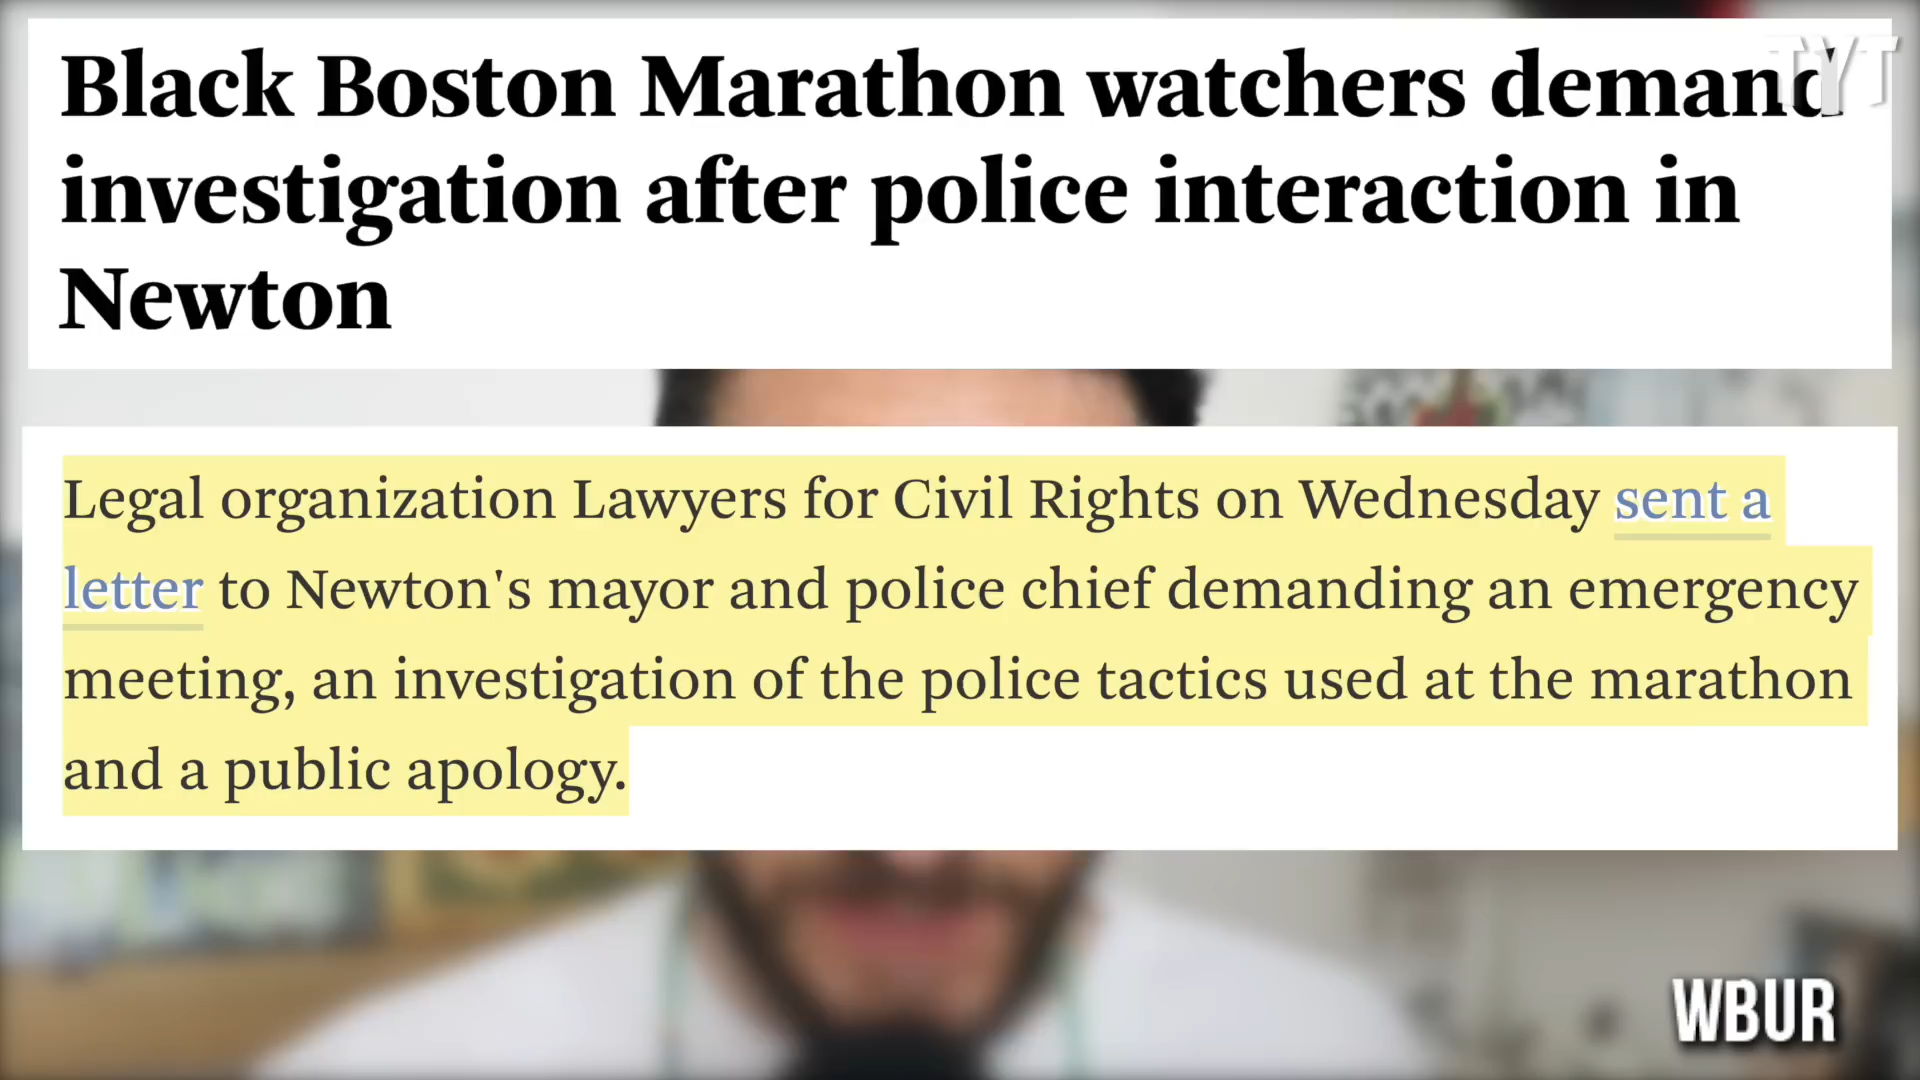 Black Boston Marathon watchers demand
investigation after police interaction in
Newton
TYT
Legal organization Lawyers for Civil Rights on Wednesday sent a
letter to Newton's mayor and police chief demanding an emergency
meeting, an investigation of the police tactics used at the marathon
and a public apology.
WBUR